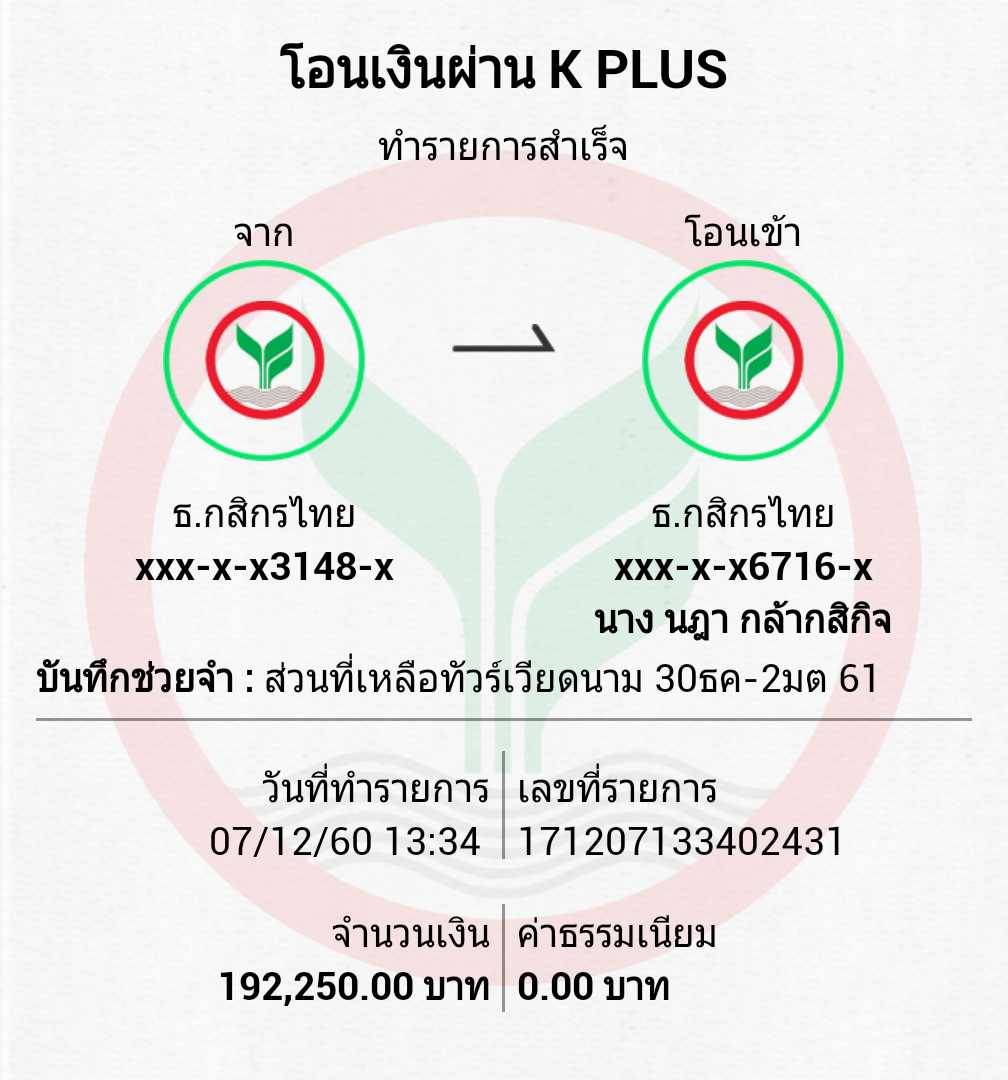 โอนเงินผ่าน K PLUS
ทำรายการสำเร็จ
จาก
โอนเข้า
ธ.กสิกรไทย
xxx-x-x3148-x
ธ.กสิกรไทย
xxx-x-x6716-x
นาง นฎา กล้ากสิกิจ
บันทึกช่วยจำ : ส่วนที่เหลือทัวร์เวียดนาม 30ธค-2มต 61
วันที่ทำรายการ
07/12/60 13:34
เลขที่รายการ
171207133402431
จำนวนเงิน
192,250.00 บาท
ค่าธรรมเนียม
0.00 บาท